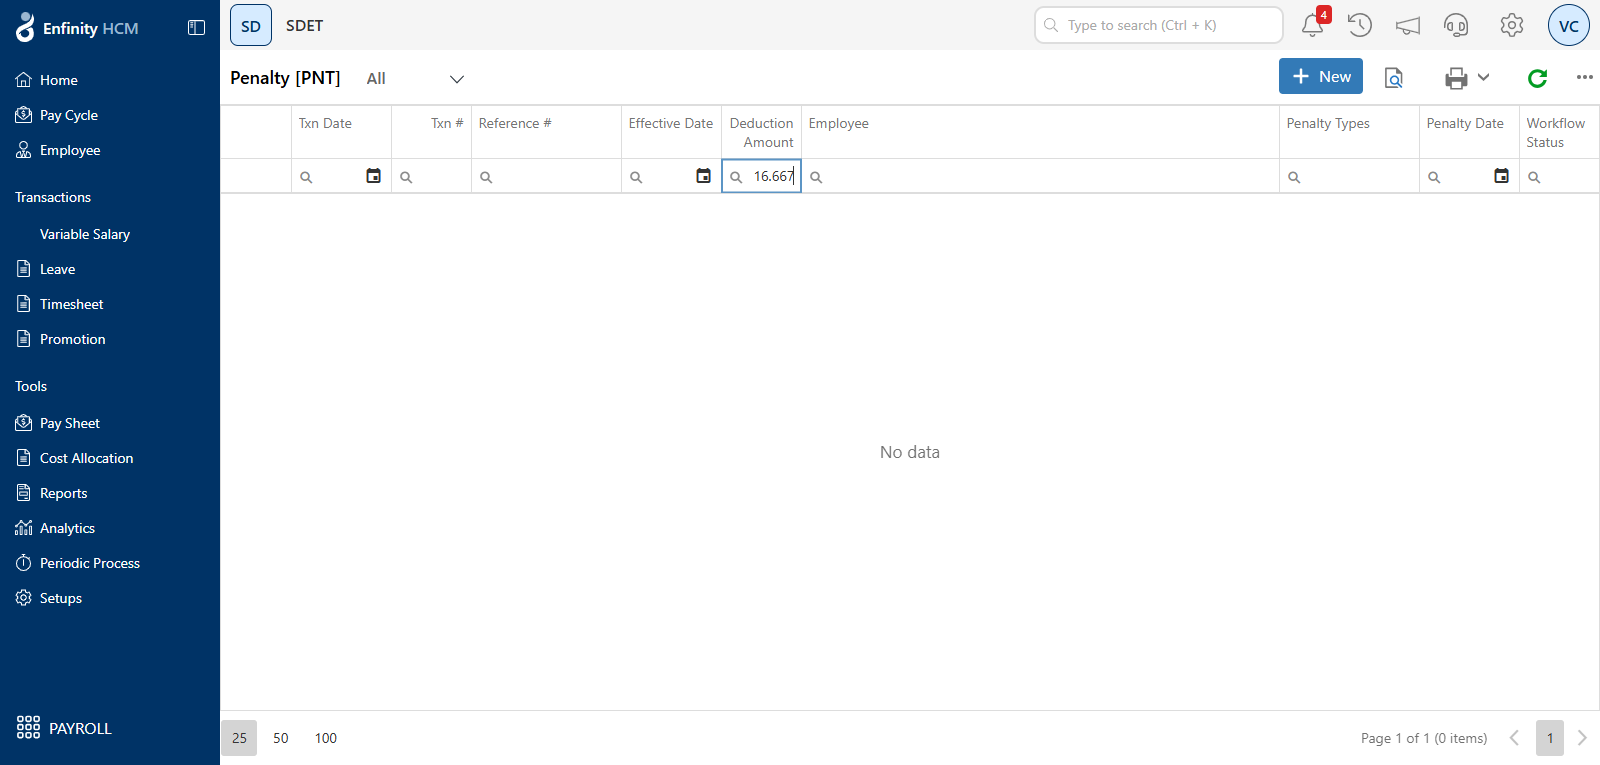 Enfinity HCM
SD
SDET
Type to search (Ctrl + K)
4
VC
Home
Pay Cycle
Employee
Transactions
Variable Salary
Leave
Timesheet
Promotion
Tools
Pay Sheet
Cost Allocation
Reports
Analytics
Periodic Process
Setups
PAYROLL
Penalty [PNT]
All
New
Txn Date
Txn #
Reference #
Effective Date
Deduction
Amount
Employee
Penalty Types
Penalty Date
Workflow
Status
16.667
No data
25
50
100
Page 1 of 1 (0 items)
1